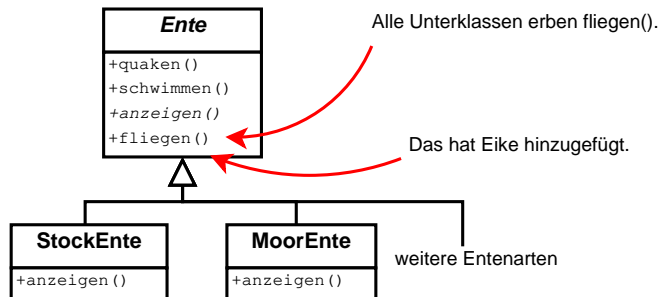 Ente
Alle Unterklassen erben fliegen().
+quaken()
+schwimmen()
+anzeigen()
+fliegen()
Das hat Eike hinzugefügt.
StockEnte
MoorEnte
weitere Entenarten
+anzeigen()
+anzeigen()